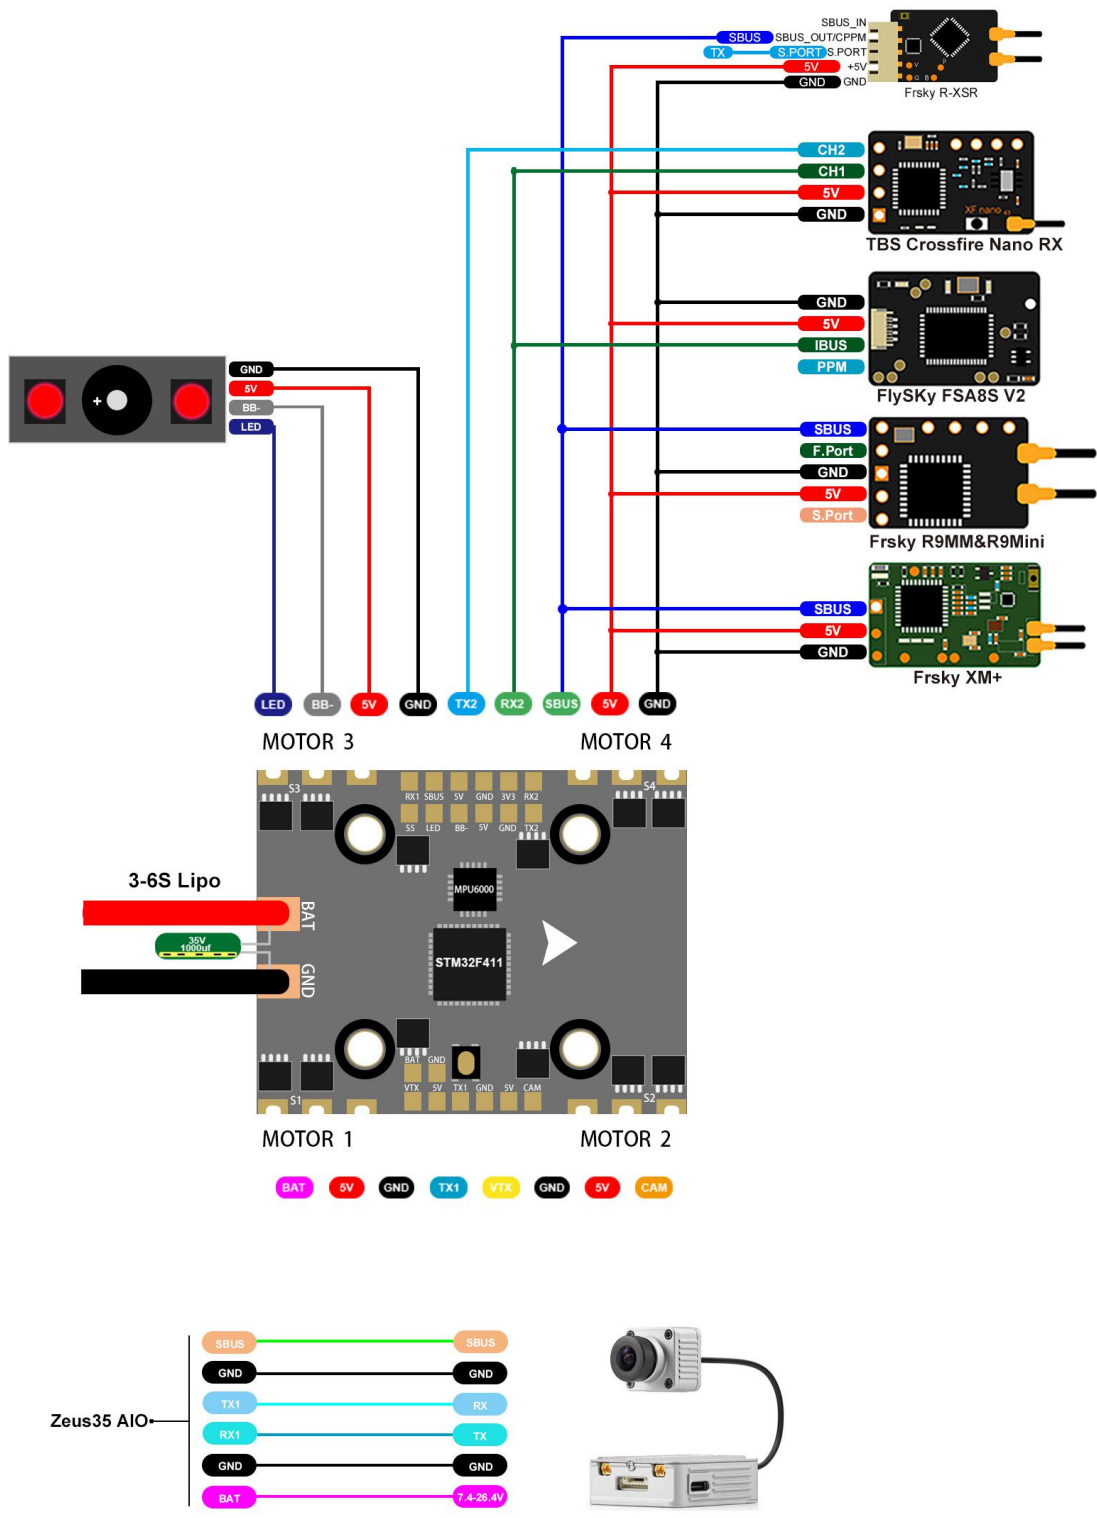 SBUS_IN
SBUS SBUS_OUT/CPPM
TX S.PORT S.PORT
5V +5V
GND GND
Frsky R-XSR
CH2
CH1
5V
GND
XF nano
TBS Crossfire Nano RX
GND
5V
IBUS
PPM
FlySKy FSA8S V2
GND
5V
BB-
LED
SBUS
F.Port
GND
5V
S.Port
Frsky R9MM&R9Mini
SBUS
5V
GND
Frsky XM+
LED BB- 5V GND TX2 RX2 SBUS 5V GND
MOTOR 3 MOTOR 4
S3 S4
RX1 SBUS 5V GND 3V3 RX2
S5 LED BB- 5V GND TX2
MPU6000
3-6S Lipo
BAT
35V
1000uf
STM32F411
GND
BAT GND
VTX 5V TX1 GND 5V CAM
S1 S2
MOTOR 1 MOTOR 2
BAT 5V GND TX1 VTX GND 5V CAM
SBUS SBUS
GND GND
TX1 RX
Zeus35 AIO
RX1 TX
GND GND
BAT 7.4-26.4V